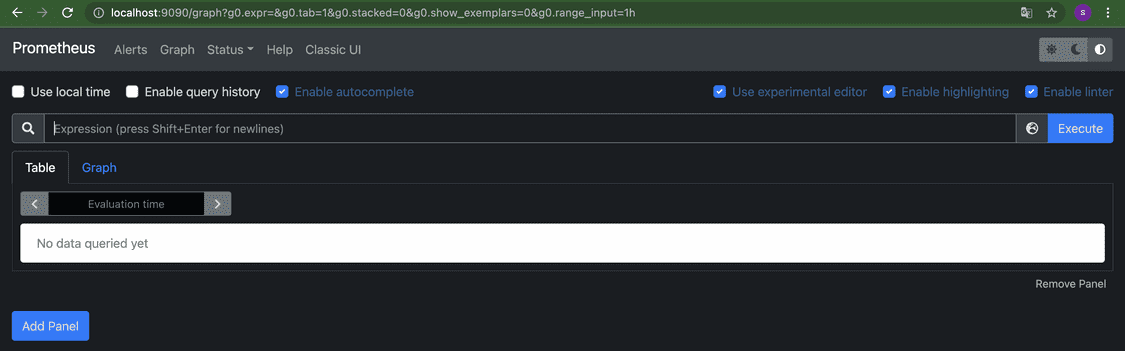 localhost:9090/graph?g0.expr=&g0.tab=1&g0.stacked=0&g0.show_exemplars=0&g0.range_input=1h
S
Prometheus Alerts Graph Status Help Classic UI
Use local time Enable query history Enable autocomplete Use experimental editor Enable highlighting Enable linter
Expression (press Shift+Enter for newlines) Execute
Table Graph
Evaluation time
No data queried yet
Remove Panel
Add Panel